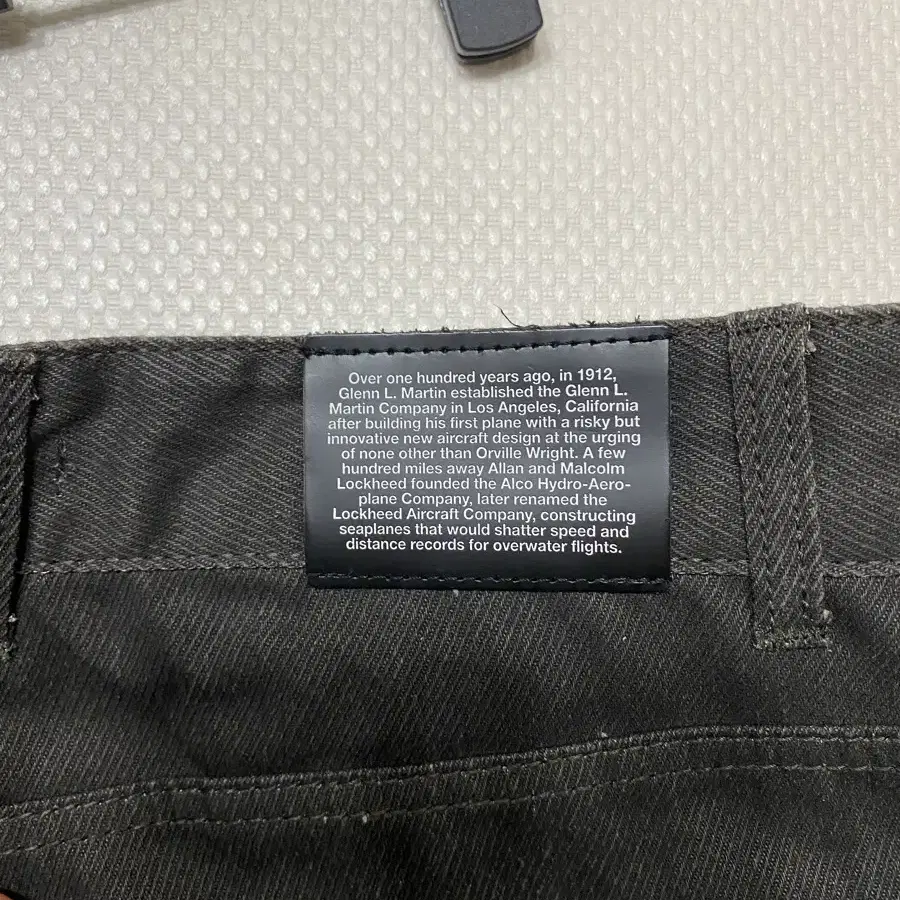 Over one hundred years ago, in 1912,
Glenn L. Martin established the Glenn L.
Martin Company in Los Angeles, California
after building his first plane with a risky but
innovative new aircraft design at the urging
of none other than Orville Wright. A few
hundred miles away Allan and Malcolm
Lockheed founded the Alco Hydro-Aero-
plane Company, later renamed the
Lockheed Aircraft Company, constructing
seaplanes that would shatter speed and
distance records for overwater flights.